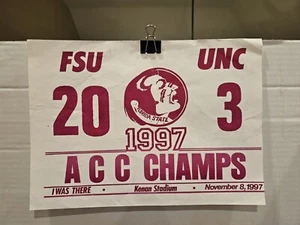 FSU UNC
20 3
FLORIDA STATE
1997
ACC CHAMPS
I WAS THERE • Kenan Stadium • November 8, 1997